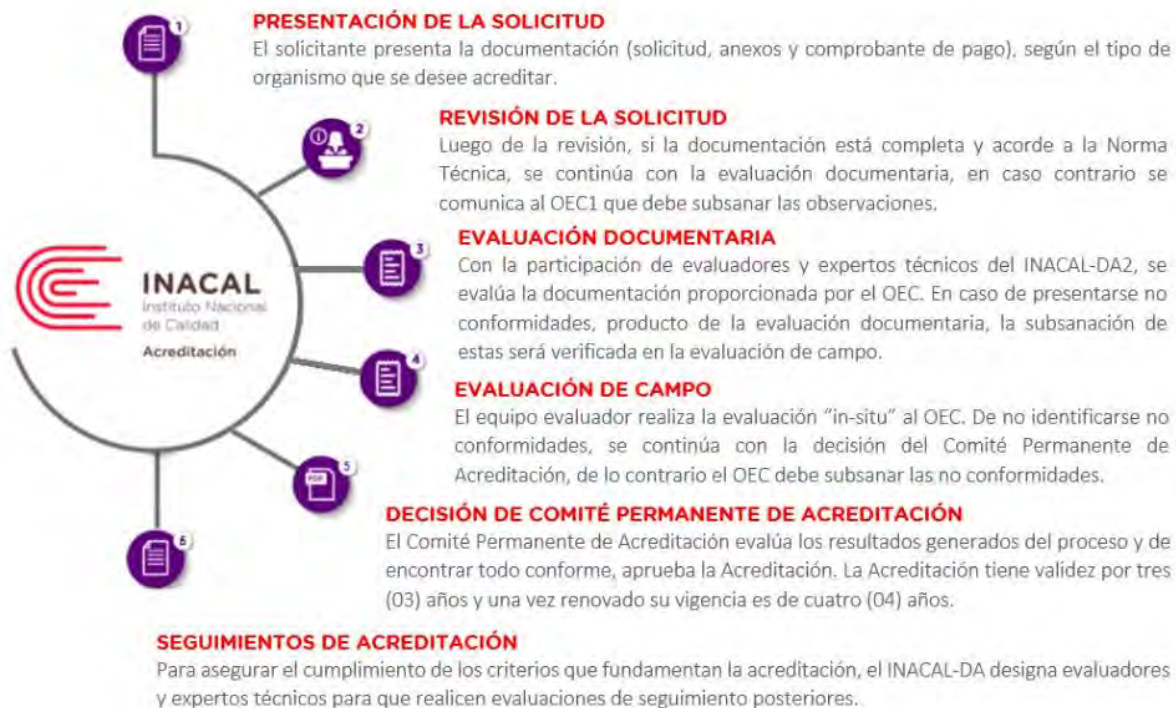 1
PRESENTACIÓN DE LA SOLICITUD
El solicitante presenta la documentación (solicitud, anexos y comprobante de pago), según el tipo de
organismo que se desee acreditar.
2
REVISIÓN DE LA SOLICITUD
Luego de la revisión, si la documentación está completa y acorde a la Norma
Técnica, se continúa con la evaluación documentaria, en caso contrario se
comunica al OEC1 que debe subsanar las observaciones.
3
EVALUACIÓN DOCUMENTARIA
Con la participación de evaluadores y expertos técnicos del INACAL-DA2, se
evalúa la documentación proporcionada por el OEC. En caso de presentarse no
conformidades, producto de la evaluación documentaria, la subsanación de
estas será verificada en la evaluación de campo.
INACAL
Instituto Nacional
de Calidad
Acreditación
4
EVALUACIÓN DE CAMPO
El equipo evaluador realiza la evaluación "in-situ" al OEC. De no identificarse no
conformidades, se continúa con la decisión del Comité Permanente de
Acreditación, de lo contrario el OEC debe subsanar las no conformidades.
5
PDF
DECISIÓN DE COMITÉ PERMANENTE DE ACREDITACIÓN
El Comité Permanente de Acreditación evalúa los resultados generados del proceso y de
encontrar todo conforme, aprueba la Acreditación. La Acreditación tiene validez por tres
(03) años y una vez renovado su vigencia es de cuatro (04) años.
6
SEGUIMIENTOS DE ACREDITACIÓN
Para asegurar el cumplimiento de los criterios que fundamentan la acreditación, el INACAL-DA designa evaluadores
y expertos técnicos para que realicen evaluaciones de seguimiento posteriores.